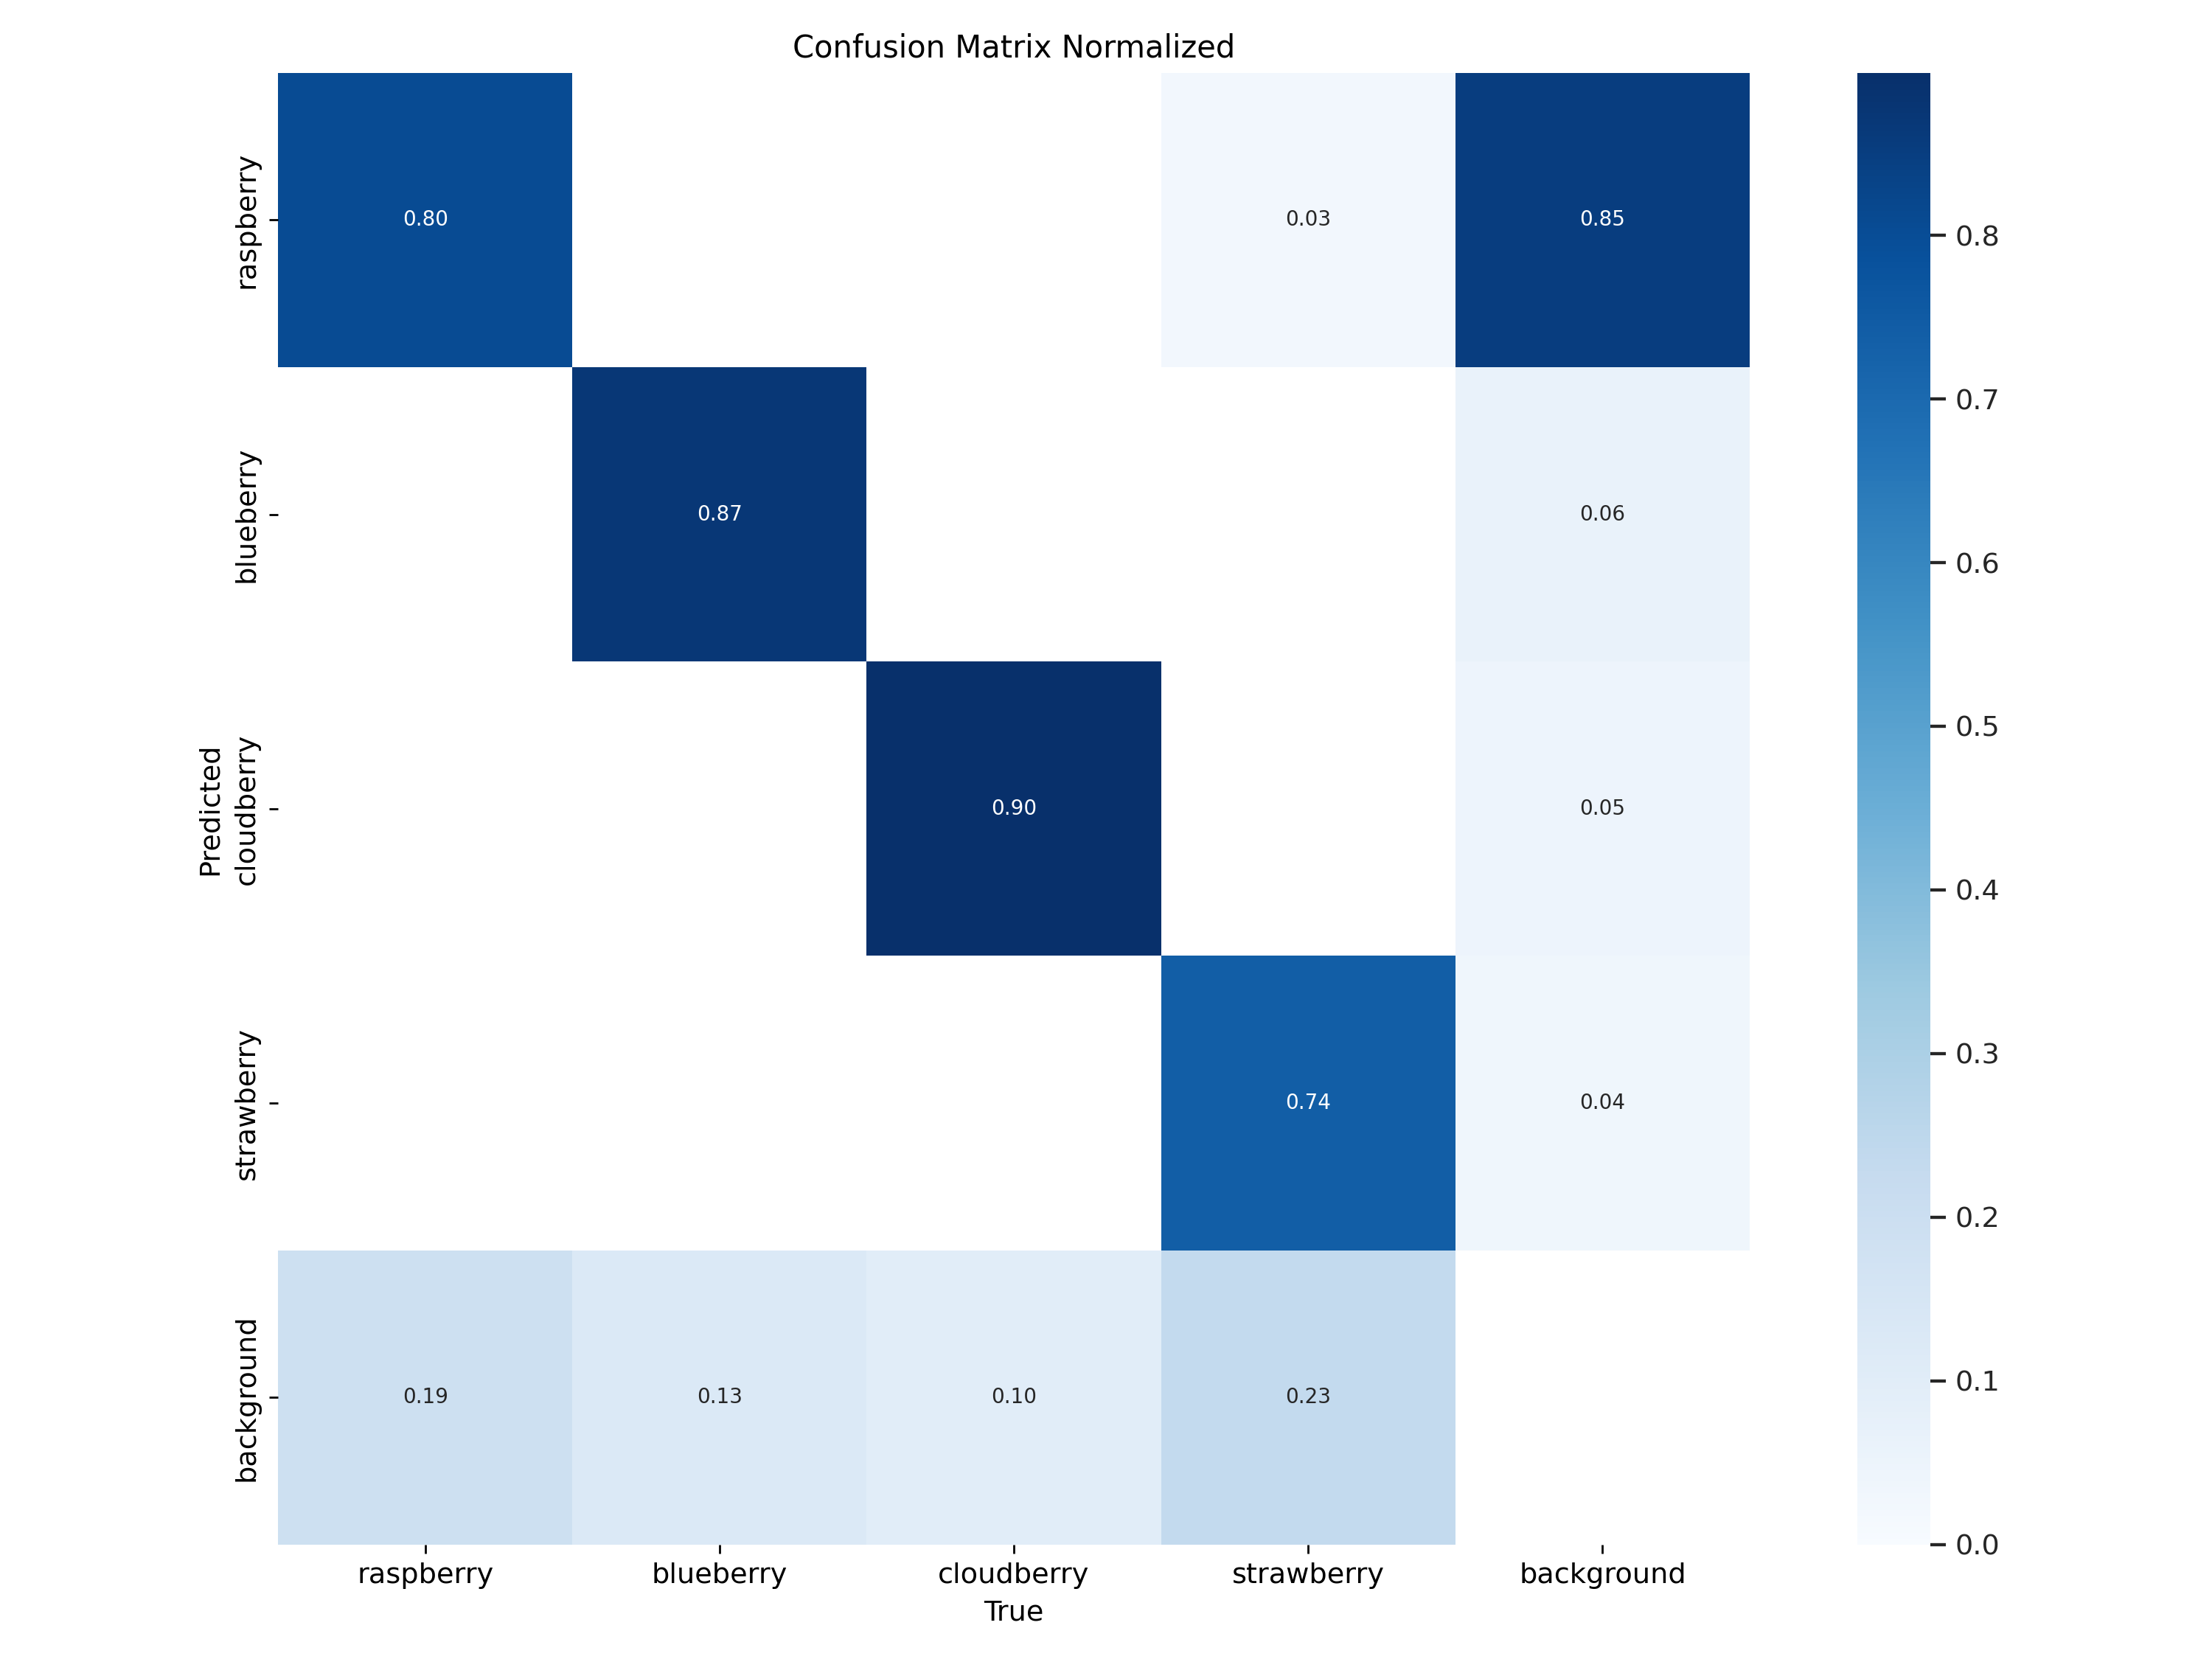 Confusion Matrix Normalized
raspberry
0.80
0.03
0.85
blueberry
0.87
0.06
Predicted
cloudberry
0.90
0.05
strawberry
0.74
0.04
background
0.19
0.13
0.10
0.23
raspberry
blueberry
cloudberry
strawberry
background
True
0.8
0.7
0.6
0.5
0.4
0.3
0.2
0.1
0.0